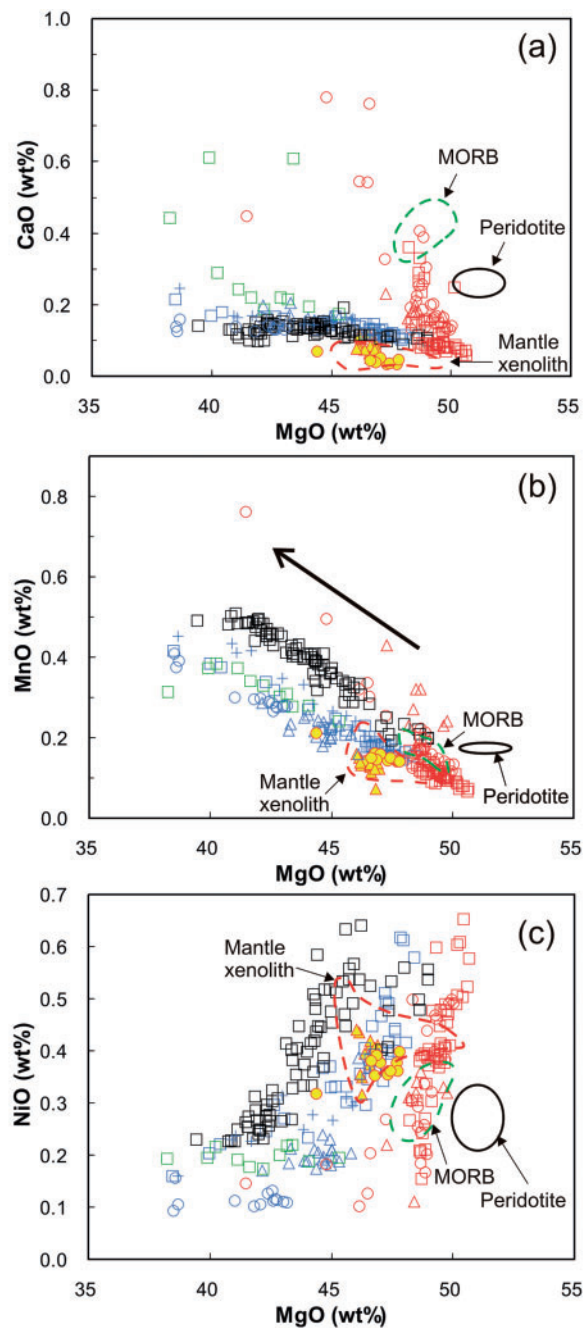 (a)
1.0
0.8
0.6
0.4
0.2
0.0
CaO (wt%)
MORB
Peridotite
Mantle
xenolith
35
40
45
50
55
MgO (wt%)
(b)
0.8
0.6
0.4
0.2
0.0
MnO (wt%)
MORB
Mantle
xenolith
Peridotite
35
40
45
50
55
MgO (wt%)
(c)
0.7
0.6
0.5
0.4
0.3
0.2
0.1
0.0
NiO (wt%)
Mantle
xenolith
MORB
Peridotite
35
40
45
50
55
MgO (wt%)